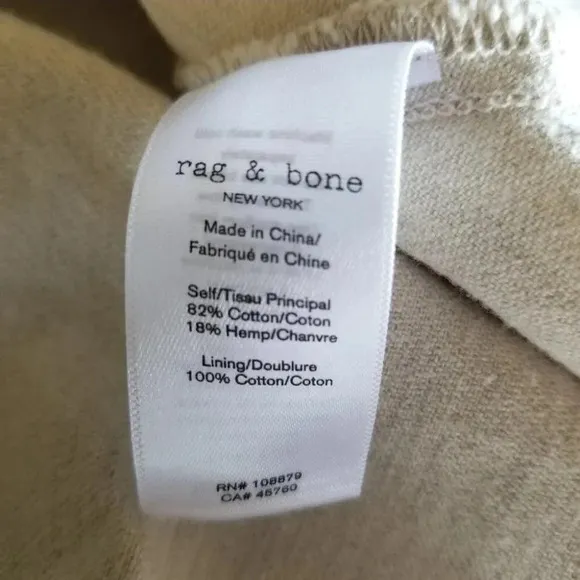 rag & bone
NEW YORK
Made in China/
Fabriqué en Chine
Self/Tissu Principal
82% Cotton/Coton
18% Hemp/Chanvre
Lining/Doublure
100% Cotton/Coton
RN# 108879
CA# 45760